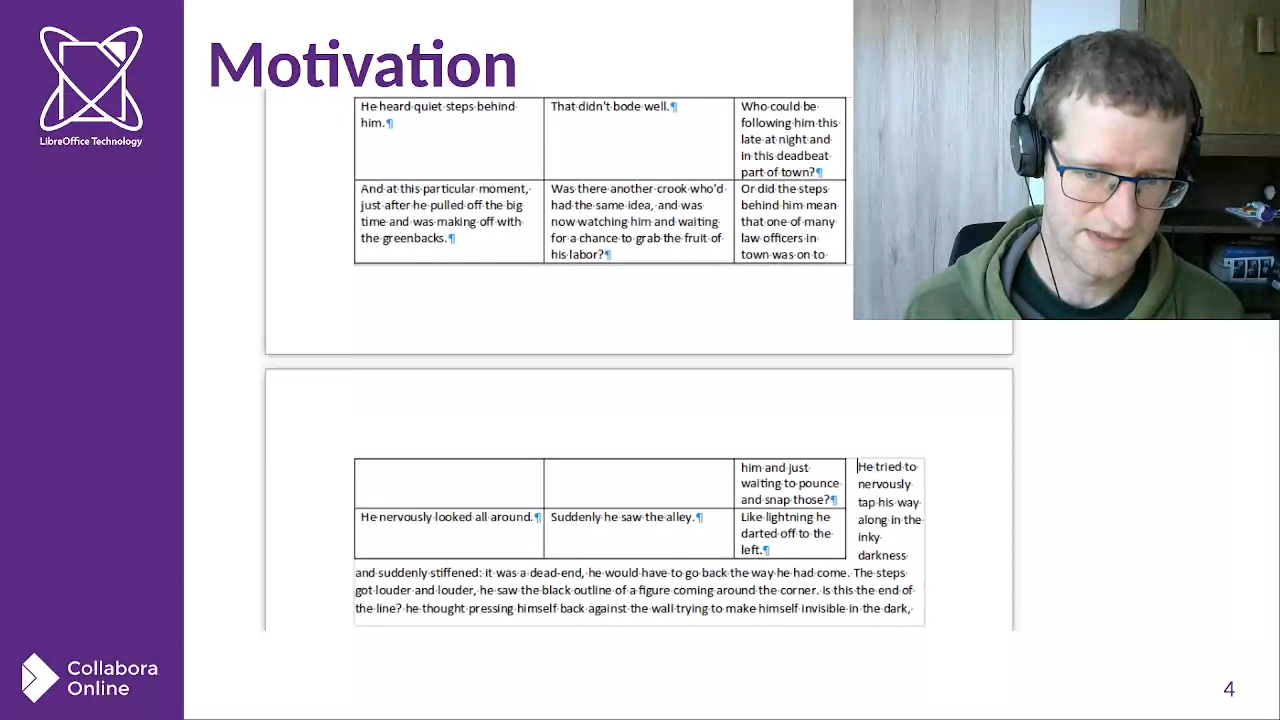 LibreOffice Technology
Motivation
He heard quiet steps behind
him.¶
That didn't bode well.¶
Who could be
following him this
late at night and
in this deadbeat
part of town?¶
And at this particular moment,
just after he pulled off the big
time and was making off with
the greenbacks.¶
Was there another crook who'd
had the same idea, and was
now watching him and waiting
for a chance to grab the fruit of
his labor?¶
Or did the steps
behind him mean
that one of many
law officers in
town was on to
him and just
waiting to pounce
and snap those?¶
He nervously looked all around.¶
Suddenly he saw the alley.¶
Like lightning he
darted off to the
left.¶
He tried to
nervously
tap his way
along in the
inky
darkness
and suddenly stiffened: it was a dead-end, he would have to go back the way he had come. The steps
got louder and louder, he saw the black outline of a figure coming around the corner. Is this the end of
the line? he thought pressing himself back against the wall trying to make himself invisible in the dark,
Collabora
Online
4